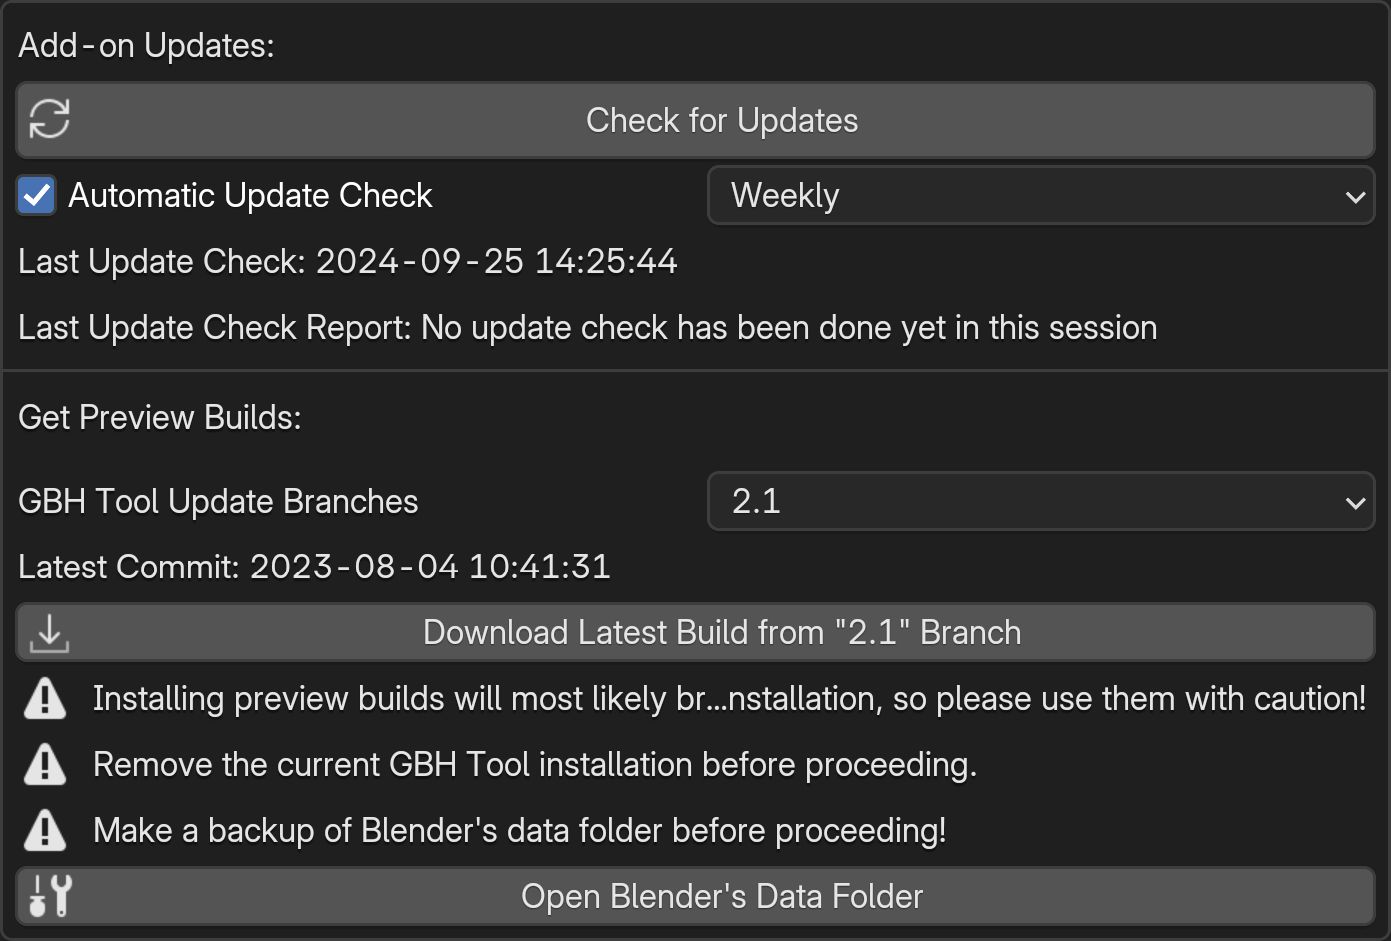 Add-on Updates:
Check for Updates
Automatic Update Check
Weekly
Last Update Check: 2024-09-25 14:25:44
Last Update Check Report: No update check has been done yet in this session
Get Preview Builds:
GBH Tool Update Branches
2.1
Latest Commit: 2023-08-04 10:41:31
Download Latest Build from "2.1" Branch
Installing preview builds will most likely br...nstallation, so please use them with caution!
Remove the current GBH Tool installation before proceeding.
Make a backup of Blender's data folder before proceeding!
Open Blender's Data Folder